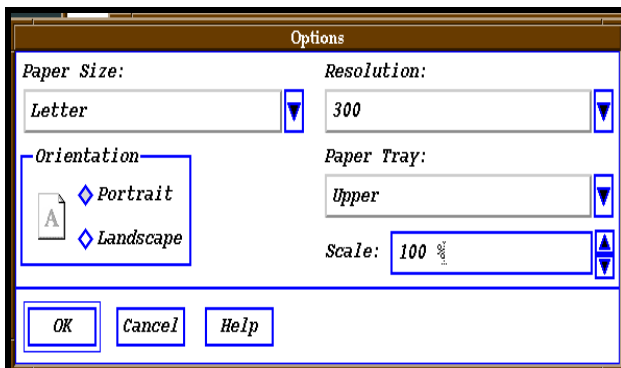 Options
Paper Size:
Letter
Resolution:
300
Orientation
A
Portrait
Landscape
Paper Tray:
Upper
Scale: 100 %
OK Cancel Help